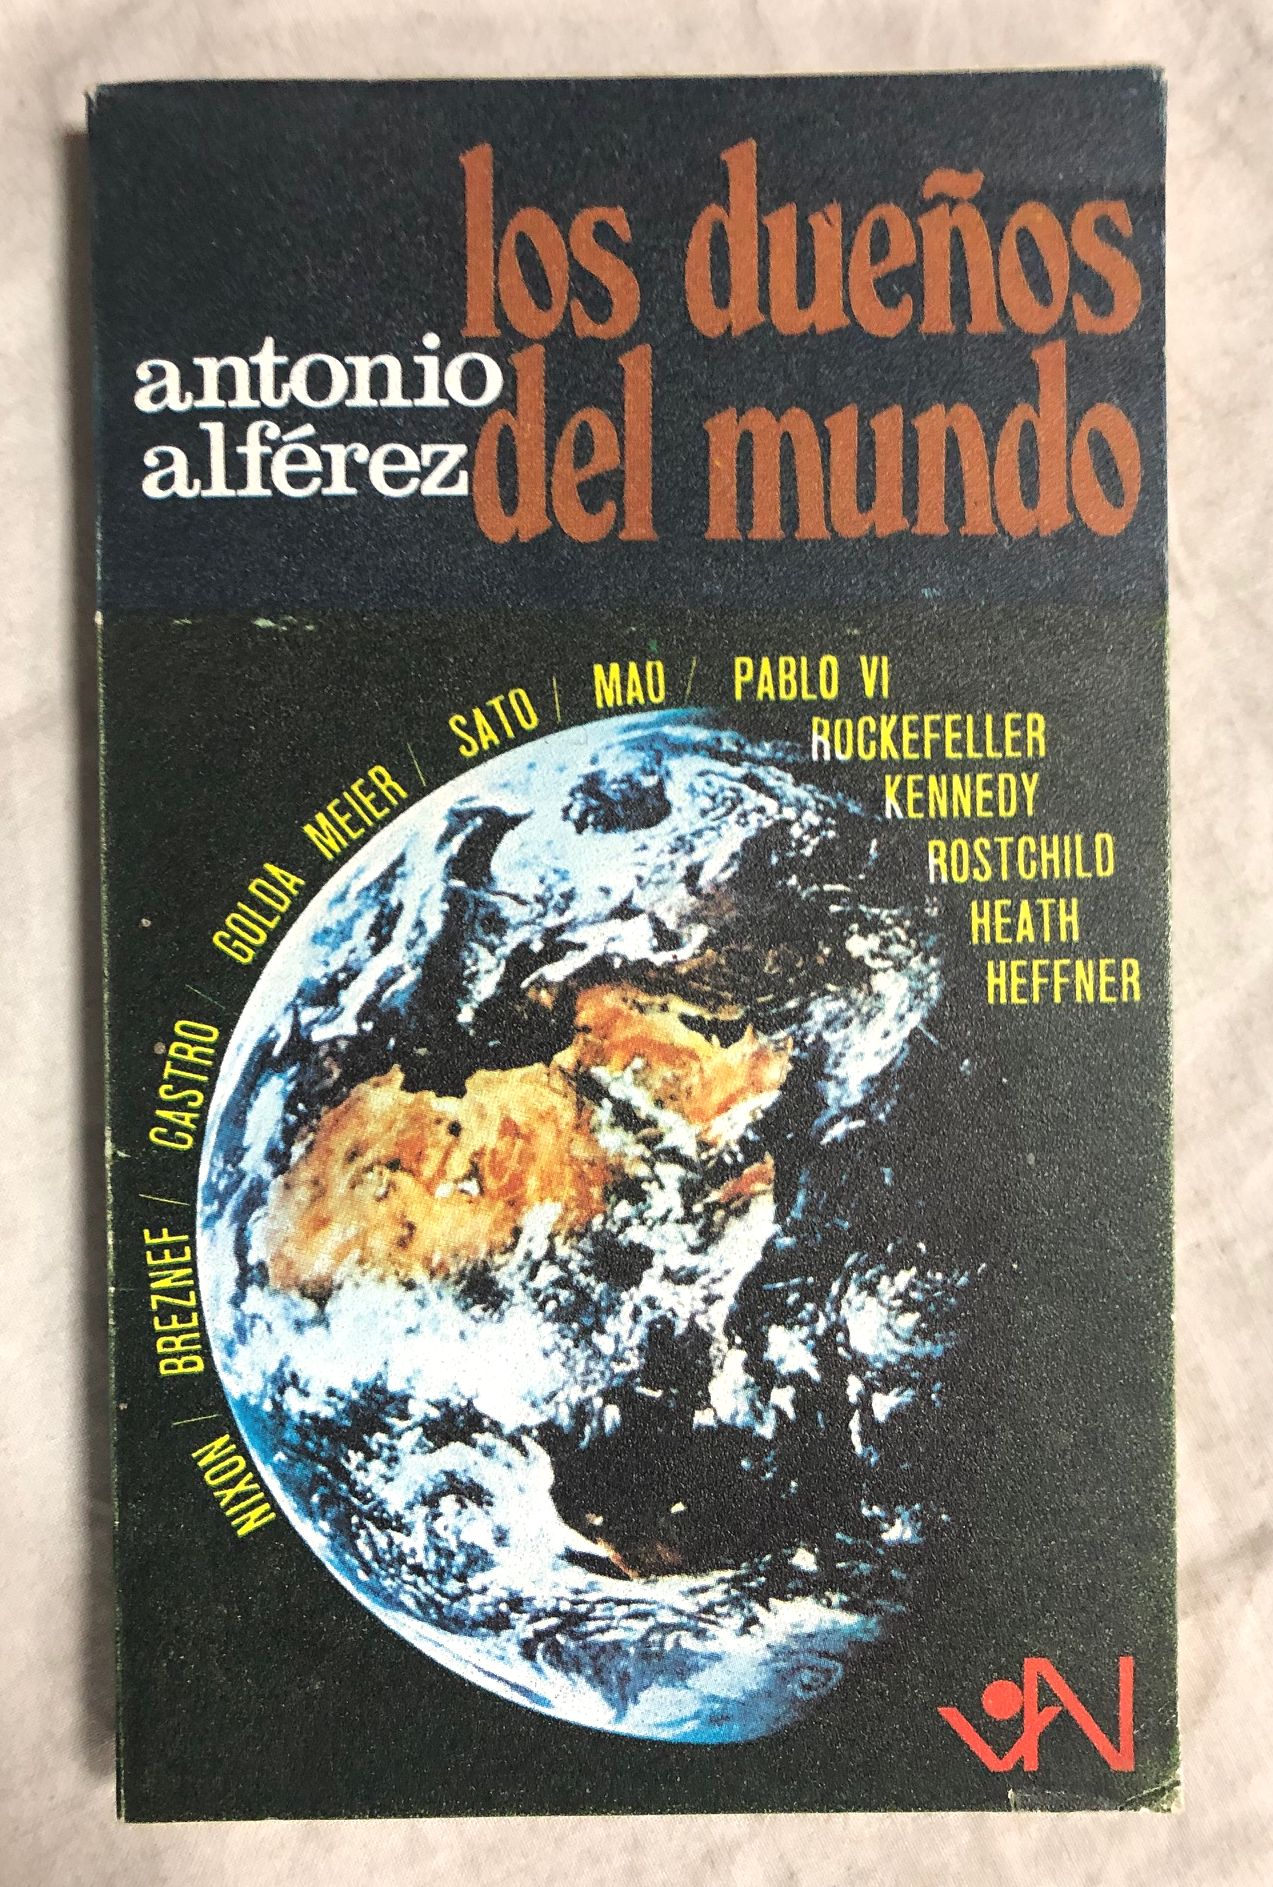 los dueños
del mundo
antonio
alférez
NIXON / BREZNEF / CASTRO / GOLDA MEIER / SATO / MAO / PABLO VI
ROCKEFELLER
KENNEDY
ROSTCHILD
HEATH
HEFFNER